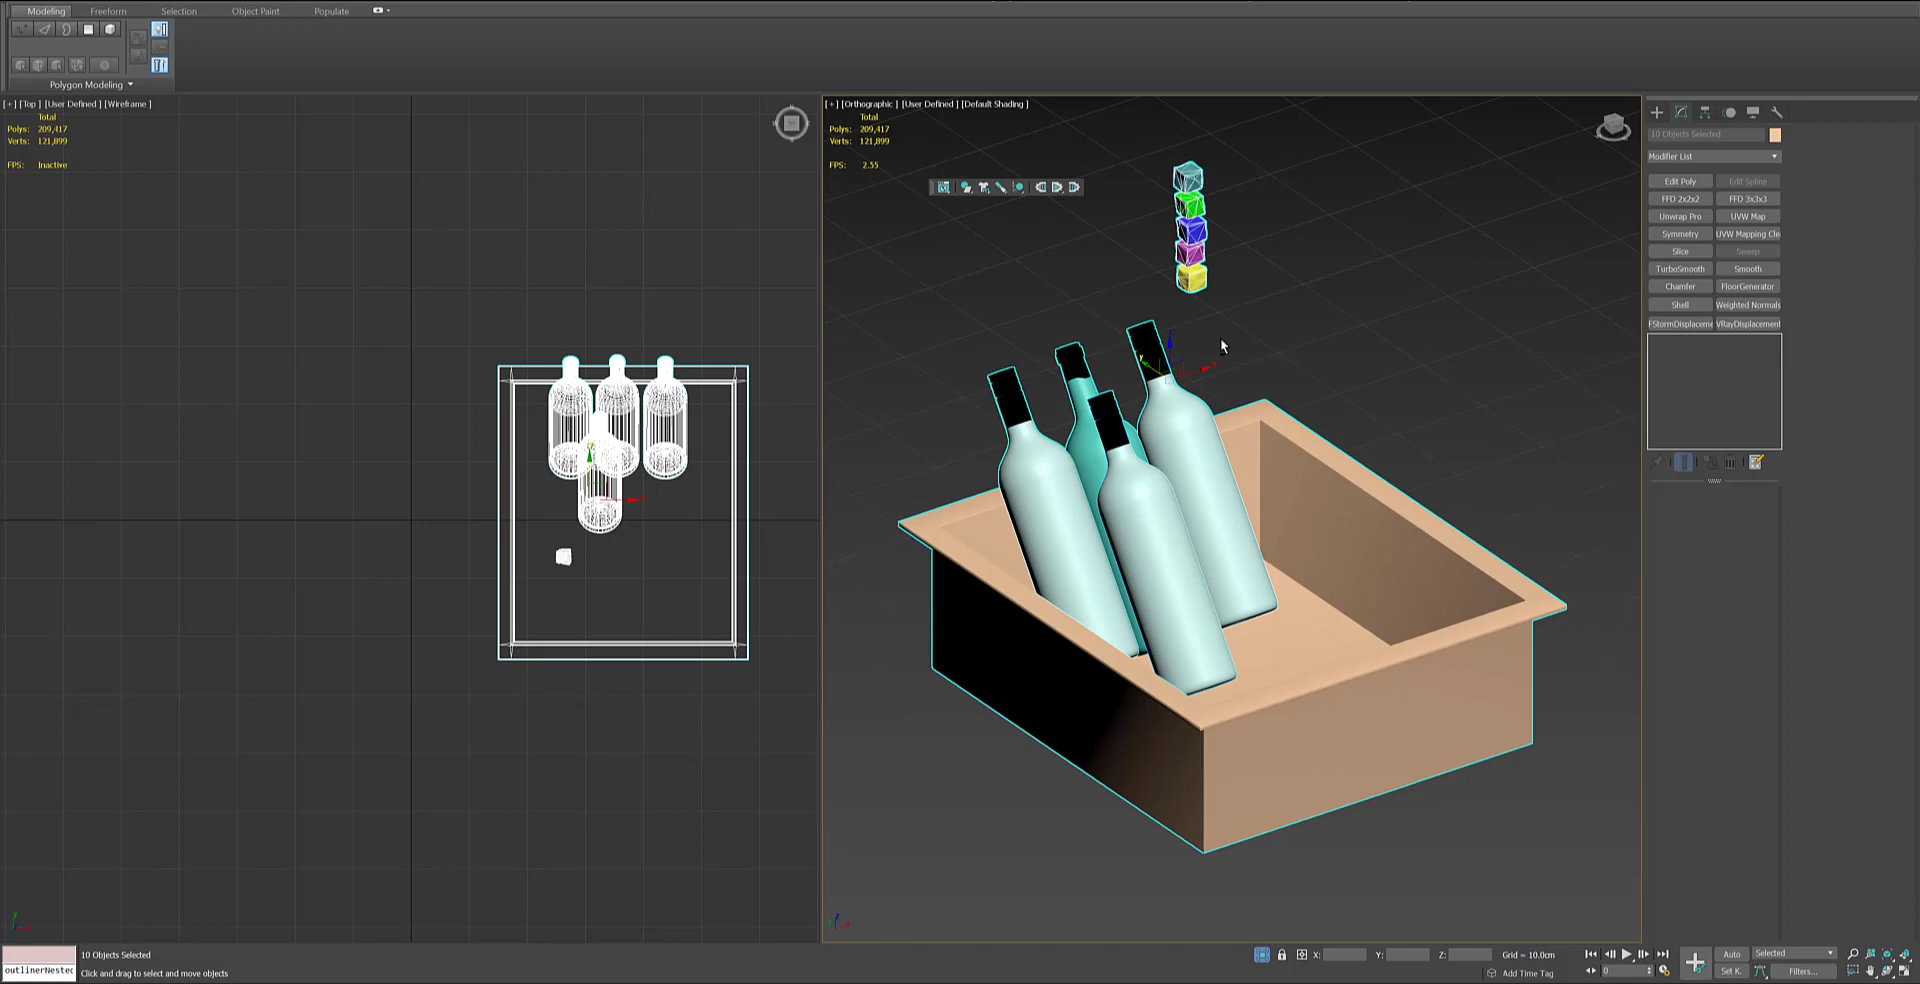 Modeling Freeform Selection Object Paint Populate
Polygon Modeling
[+] [Top] [User Defined] [Wireframe]
Total
Polys: 209,417
Verts: 121,899
FPS: Inactive
[+] [Orthographic] [User Defined] [Default Shading]
Total
Polys: 209,417
Verts: 121,899
FPS: 2.55
10 Objects Selected
Modifier List
Edit Poly Edit Spline
FFD 2x2x2 FFD 3x3x3
Unwrap Pro UVW Map
Symmetry UVW Mapping Cle
Slice Sweep
TurboSmooth Smooth
Chamfer FloorGenerator
Shell Weighted Normals
FStormDisplaceme VRayDisplacement
outlinerNested
10 Objects Selected
Click and drag to select and move objects
X: Y: Z: Grid = 10.0cm
Add Time Tag
0
Auto Selected
Set K. Filters...